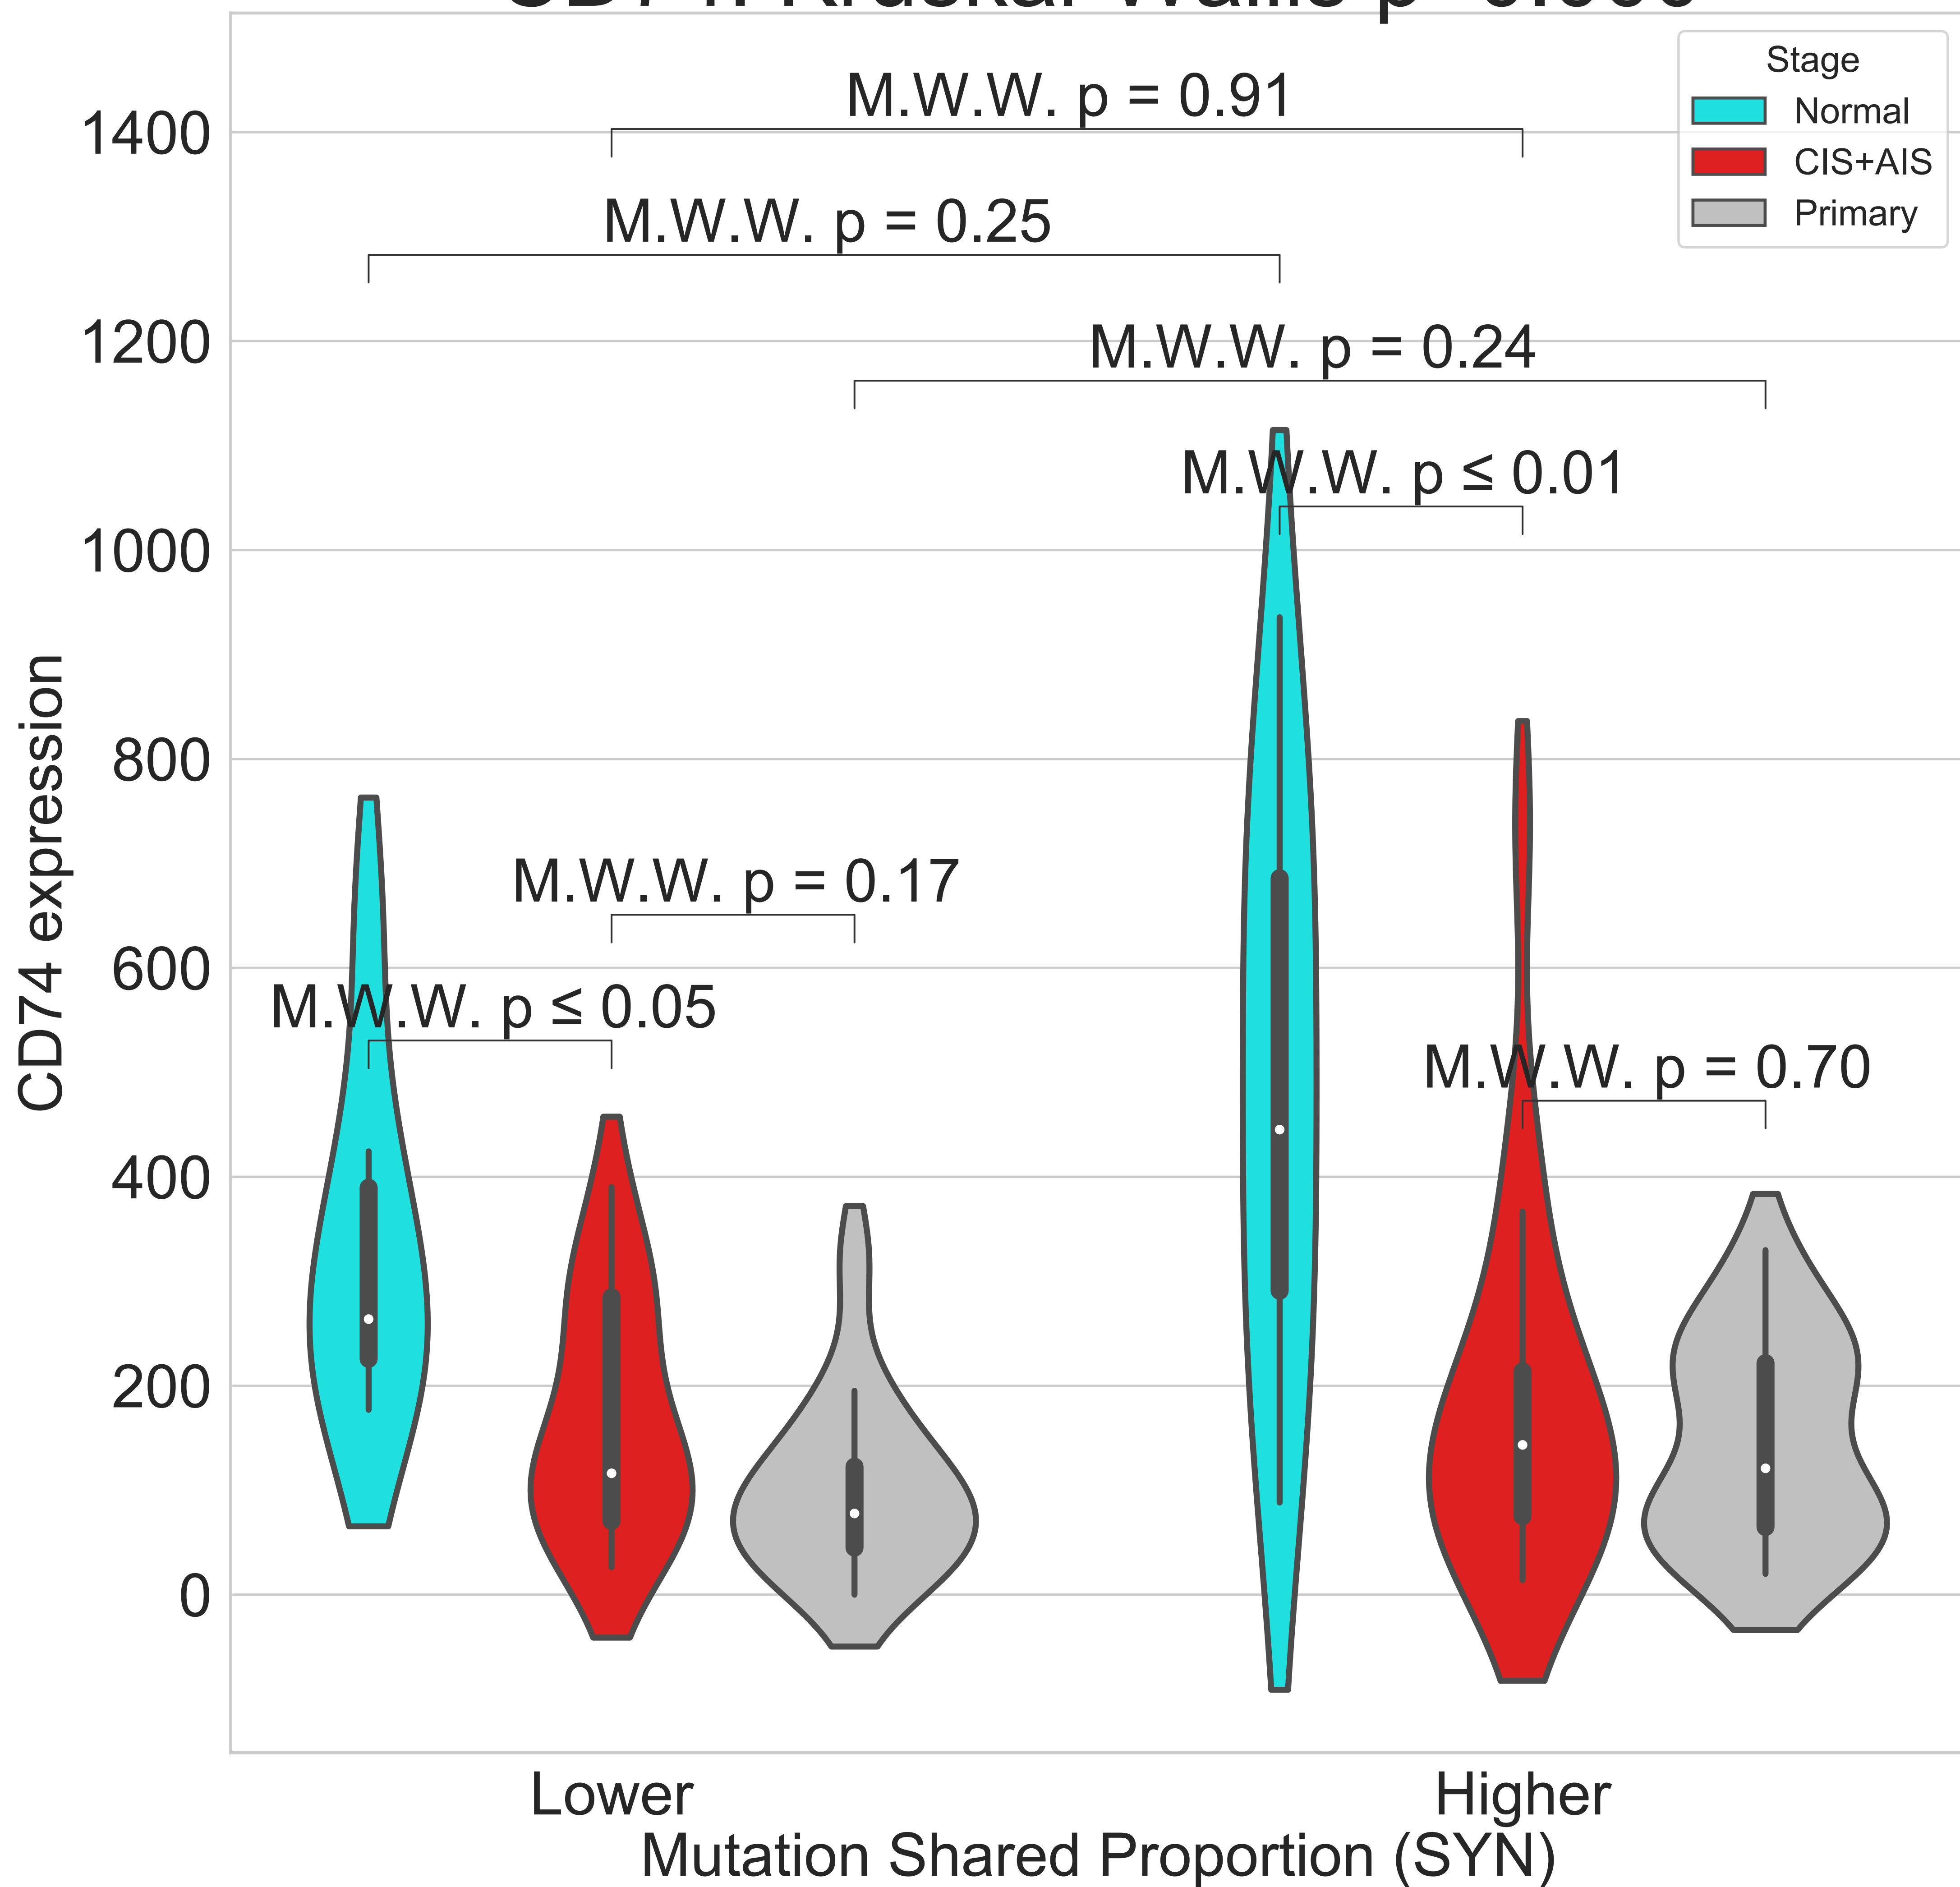 Stage
Normal
CIS+AIS
Primary
M.W.W. p = 0.91
M.W.W. p = 0.25
M.W.W. p = 0.24
M.W.W. p ≤ 0.01
M.W.W. p = 0.17
M.W.W. p ≤ 0.05
M.W.W. p = 0.70
1400
1200
1000
800
600
400
200
0
CD74 expression
Lower
Higher
Mutation Shared Proportion (SYN)